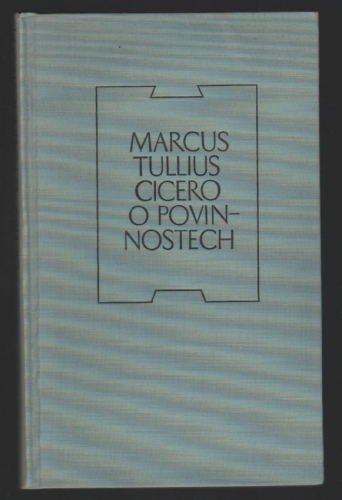 MARCUS
TULLIUS
CICERO
O POVIN-
NOSTECH